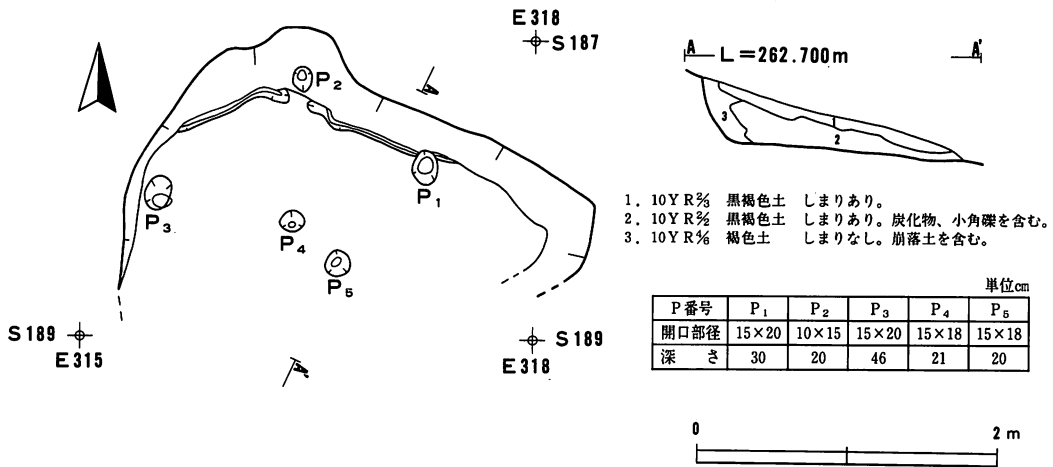 E318
S187
A
P₂
P₁
P₃
P₄
P₅
S189
E315
A'
S189
E318
A L=262.700m A'
1
2
3
1. 10YR⅔ 黒褐色土 しまりあり。
2. 10YR2/2 黒褐色土 しまりあり。炭化物、小角礫を含む。
3. 10YR4/6 褐色土 しまりなし。崩落土を含む。
単位cm
P番号 P₁ P₂ P₃ P₄ P₅
開口部径 15×20 10×15 15×20 15×18 15×18
深さ 30 20 46 21 20
0 2m